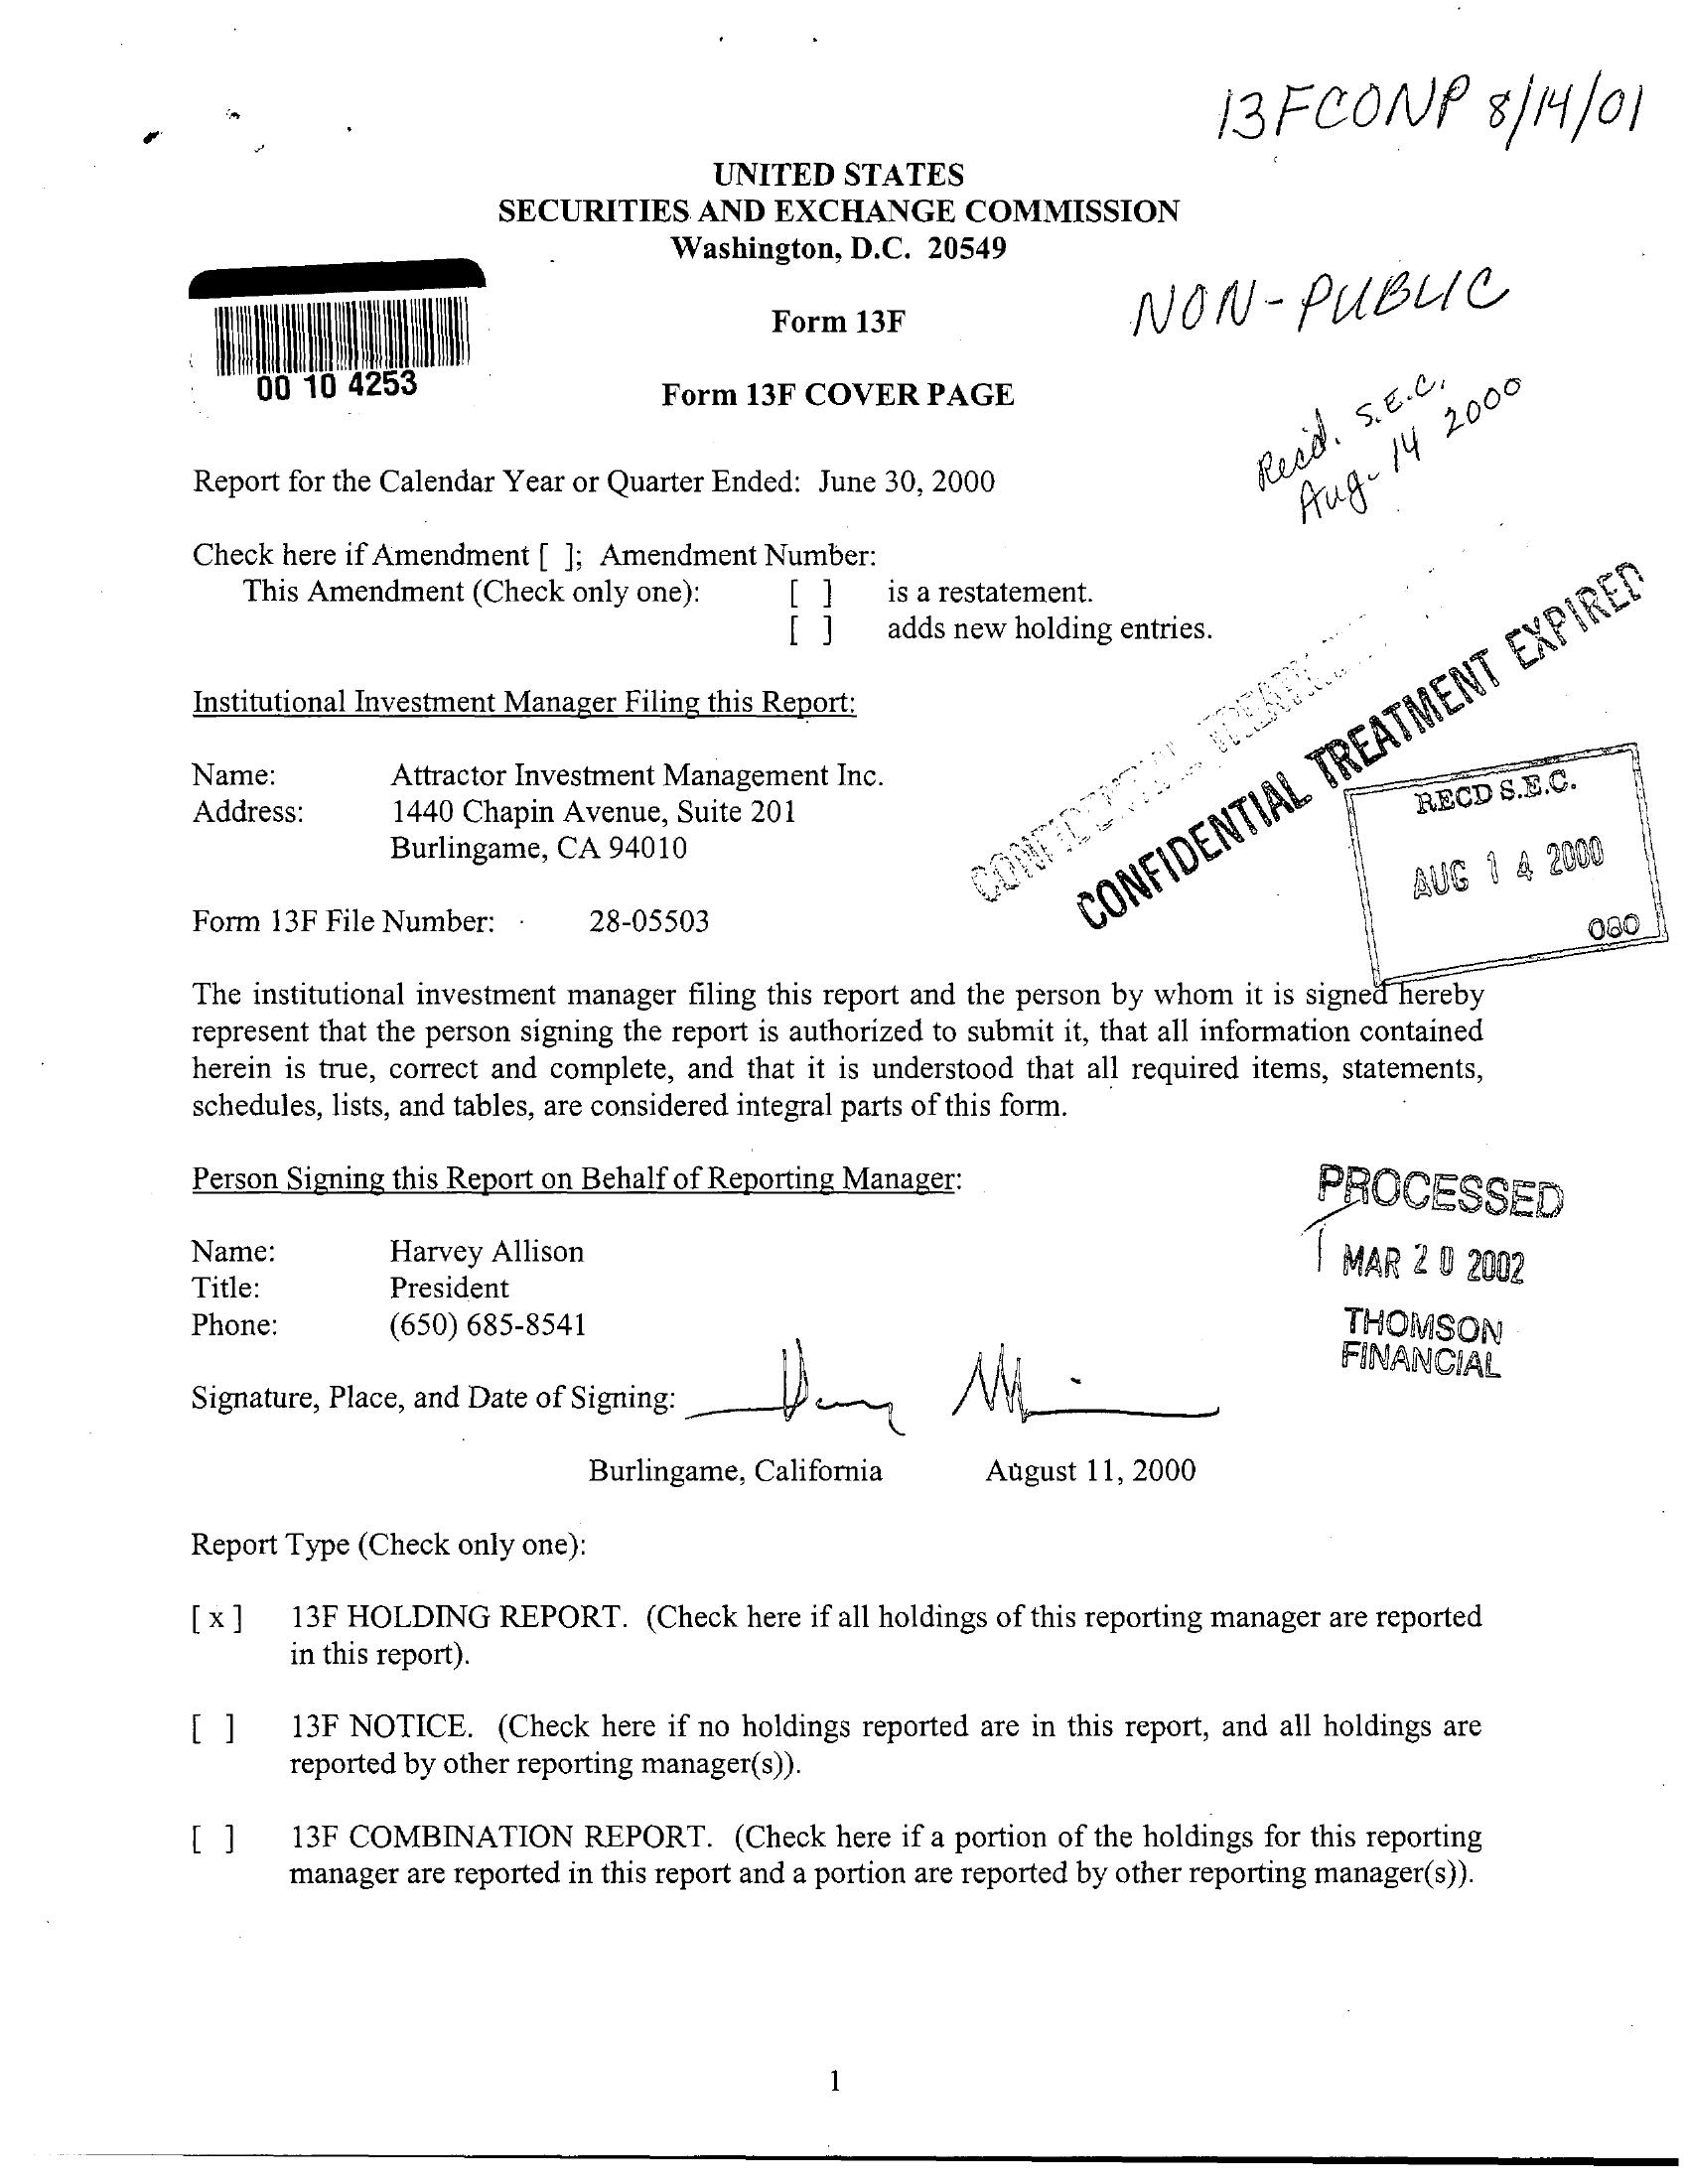 13FCONP 8/14/01
UNITED STATES
SECURITIES AND EXCHANGE COMMISSION
Washington, D.C. 20549
NON-PUBLIC
Form 13F
00 10 4253
Form 13F COVER PAGE
Rec'd. S.E.C.
Aug. 14 2000
Report for the Calendar Year or Quarter Ended: June 30, 2000
Check here if Amendment [ ]; Amendment Number:
This Amendment (Check only one): [ ] is a restatement.
[ ] adds new holding entries.
CONFIDENTIAL TREATMENT EXPIRED
Institutional Investment Manager Filing this Report:
Name: Attractor Investment Management Inc.
Address: 1440 Chapin Avenue, Suite 201
Burlingame, CA 94010
RECD S.E.C.
AUG 14 2000
080
Form 13F File Number: 28-05503
The institutional investment manager filing this report and the person by whom it is signed hereby
represent that the person signing the report is authorized to submit it, that all information contained
herein is true, correct and complete, and that it is understood that all required items, statements,
schedules, lists, and tables, are considered integral parts of this form.
Person Signing this Report on Behalf of Reporting Manager:
PROCESSED
MAR 20 2002
THOMSON
FINANCIAL
Name: Harvey Allison
Title: President
Phone: (650) 685-8541
Signature, Place, and Date of Signing:
Burlingame, California August 11, 2000
Report Type (Check only one):
[ x ] 13F HOLDING REPORT. (Check here if all holdings of this reporting manager are reported
in this report).
[ ] 13F NOTICE. (Check here if no holdings reported are in this report, and all holdings are
reported by other reporting manager(s)).
[ ] 13F COMBINATION REPORT. (Check here if a portion of the holdings for this reporting
manager are reported in this report and a portion are reported by other reporting manager(s)).
1